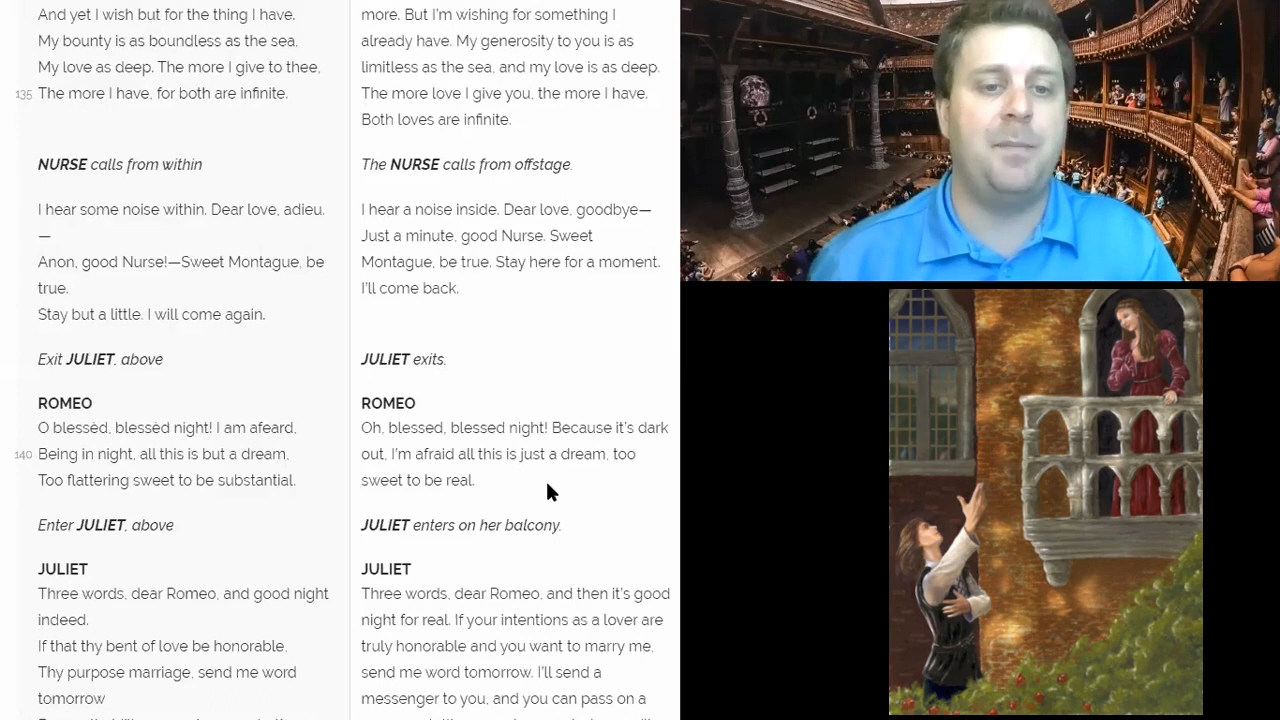 And yet I wish but for the thing I have.
My bounty is as boundless as the sea,
My love as deep. The more I give to thee,
135 The more I have, for both are infinite.
NURSE calls from within
I hear some noise within. Dear love, adieu.
—
Anon, good Nurse!—Sweet Montague, be
true.
Stay but a little. I will come again.
Exit JULIET, above
ROMEO
O blessèd, blessèd night! I am afeard,
140 Being in night, all this is but a dream,
Too flattering sweet to be substantial.
Enter JULIET, above
JULIET
Three words, dear Romeo, and good night
indeed.
If that thy bent of love be honorable,
Thy purpose marriage, send me word
tomorrow
more. But I'm wishing for something I
already have. My generosity to you is as
limitless as the sea, and my love is as deep.
The more love I give you, the more I have.
Both loves are infinite.
The NURSE calls from offstage.
I hear a noise inside. Dear love, goodbye—
Just a minute, good Nurse. Sweet
Montague, be true. Stay here for a moment.
I'll come back.
JULIET exits.
ROMEO
Oh, blessed, blessed night! Because it's dark
out, I'm afraid all this is just a dream, too
sweet to be real.
JULIET enters on her balcony.
JULIET
Three words, dear Romeo, and then it's good
night for real. If your intentions as a lover are
truly honorable and you want to marry me,
send me word tomorrow. I'll send a
messenger to you, and you can pass on a